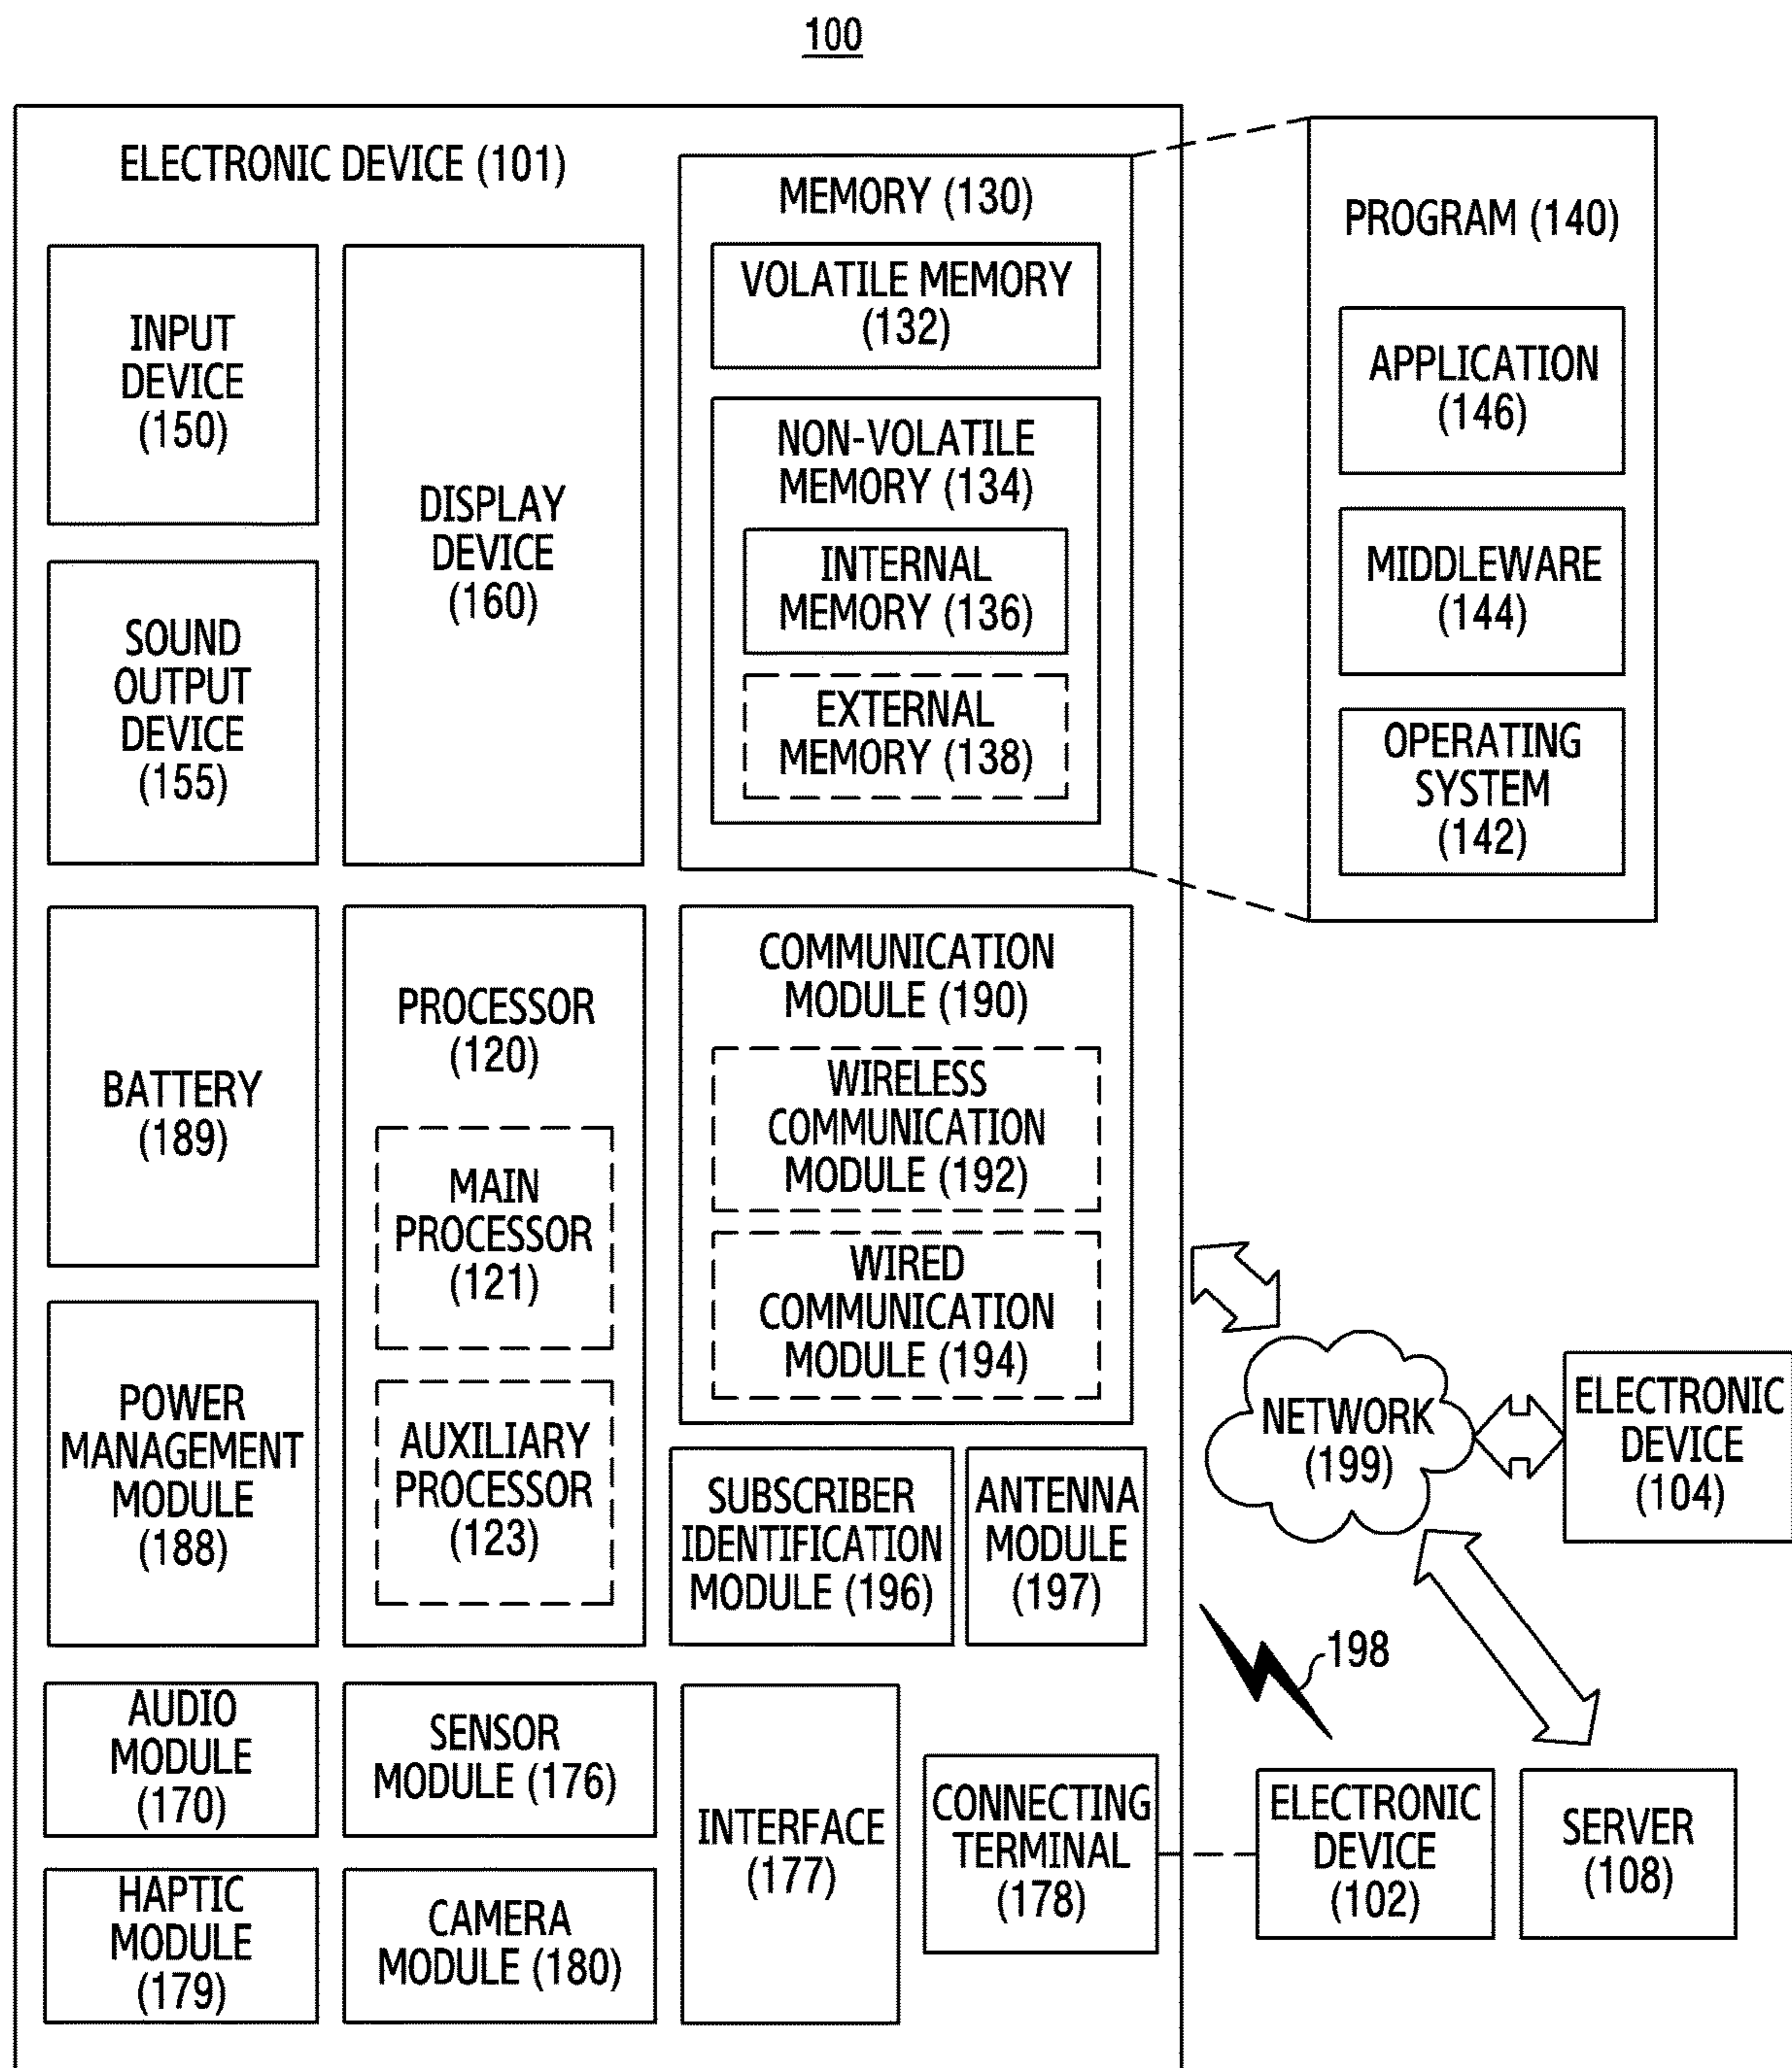 100
ELECTRONIC DEVICE (101)
INPUT
DEVICE
(150)
SOUND
OUTPUT
DEVICE
(155)
DISPLAY
DEVICE
(160)
MEMORY (130)
VOLATILE MEMORY
(132)
NON-VOLATILE
MEMORY (134)
INTERNAL
MEMORY (136)
EXTERNAL
MEMORY (138)
PROGRAM (140)
APPLICATION
(146)
MIDDLEWARE
(144)
OPERATING
SYSTEM
(142)
BATTERY
(189)
POWER
MANAGEMENT
MODULE
(188)
PROCESSOR
(120)
MAIN
PROCESSOR
(121)
AUXILIARY
PROCESSOR
(123)
COMMUNICATION
MODULE (190)
WIRELESS
COMMUNICATION
MODULE (192)
WIRED
COMMUNICATION
MODULE (194)
SUBSCRIBER
IDENTIFICATION
MODULE (196)
ANTENNA
MODULE
(197)
NETWORK
(199)
ELECTRONIC
DEVICE
(104)
198
AUDIO
MODULE
(170)
SENSOR
MODULE (176)
HAPTIC
MODULE
(179)
CAMERA
MODULE (180)
INTERFACE
(177)
CONNECTING
TERMINAL
(178)
ELECTRONIC
DEVICE
(102)
SERVER
(108)